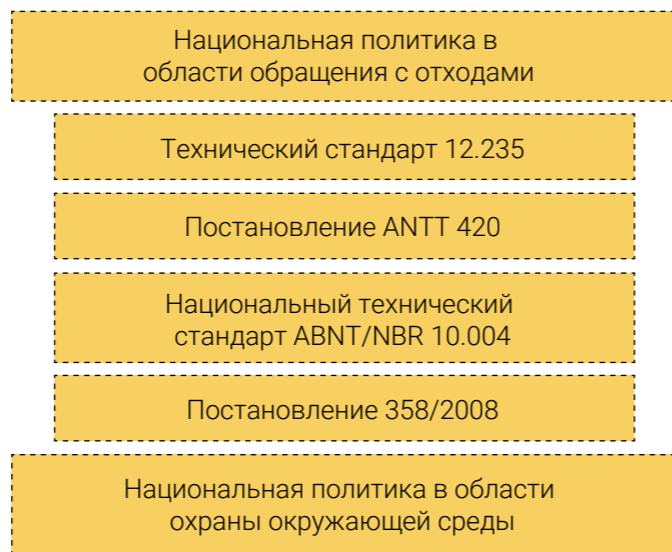 Национальная политика в
области обращения с отходами
Технический стандарт 12.235
Постановление ANTT 420
Национальный технический
стандарт ABNT/NBR 10.004
Постановление 358/2008
Национальная политика в области
охраны окружающей среды